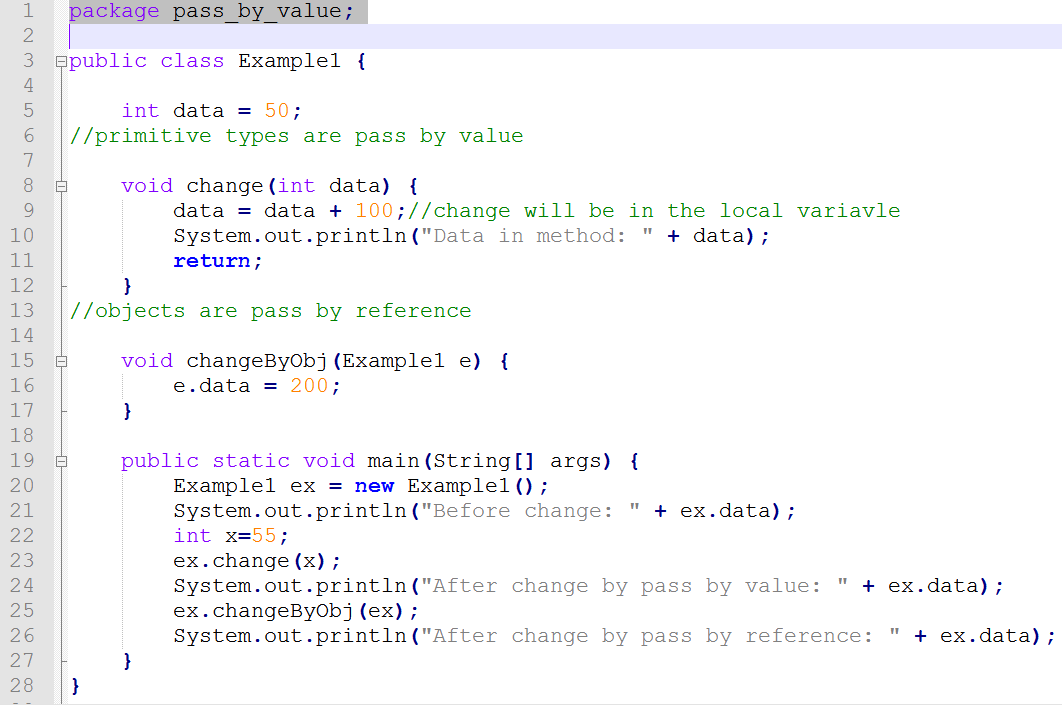 1 package pass_by_value;
2
3 public class Example1 {
4
5     int data = 50;
6 //primitive types are pass by value
7
8     void change(int data) {
9         data = data + 100;//change will be in the local variavle
10         System.out.println("Data in method: " + data);
11         return;
12     }
13 //objects are pass by reference
14
15     void changeByObj(Example1 e) {
16         e.data = 200;
17     }
18
19     public static void main(String[] args) {
20         Example1 ex = new Example1();
21         System.out.println("Before change: " + ex.data);
22         int x=55;
23         ex.change(x);
24         System.out.println("After change by pass by value: " + ex.data);
25         ex.changeByObj(ex);
26         System.out.println("After change by pass by reference: " + ex.data);
27     }
28 }